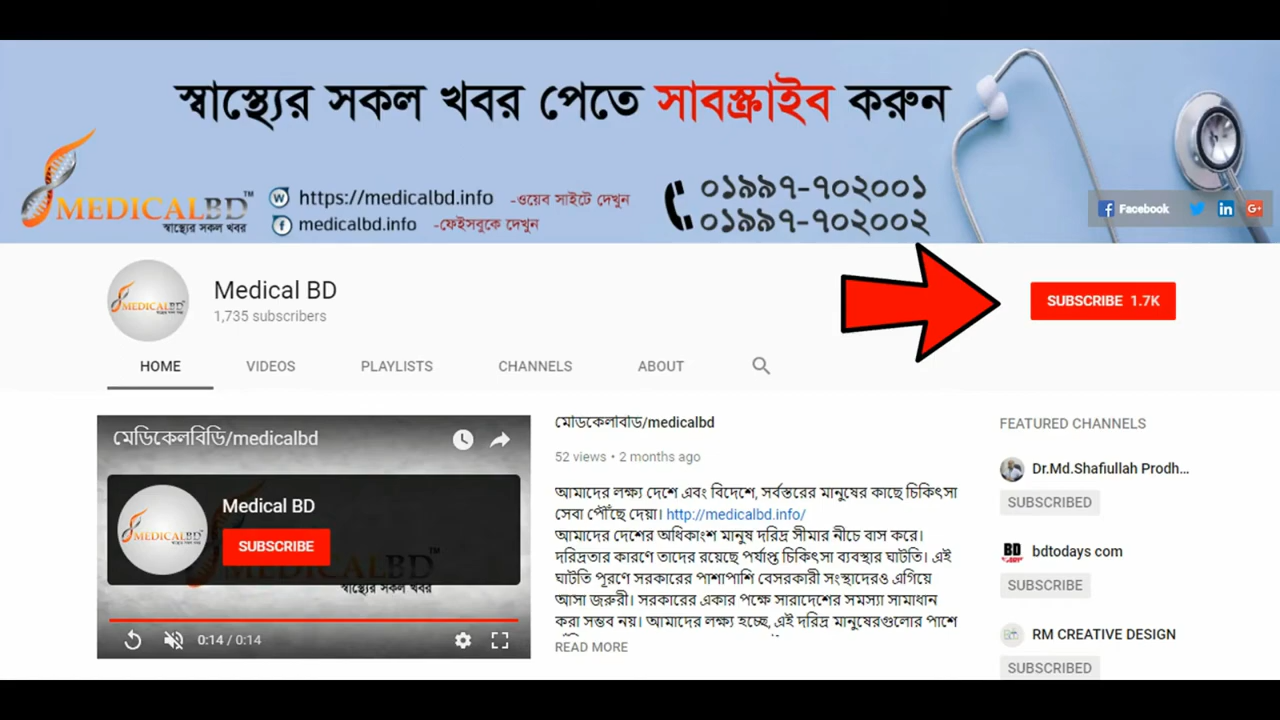 স্বাস্থ্যের সকল খবর পেতে সাবস্ক্রাইব করুন
MEDICALBD™
স্বাস্থ্যের সকল খবর
https://medicalbd.info -ওয়েব সাইটে দেখুন
medicalbd.info -ফেইসবুকে দেখুন
০১৯৯৭-৭০২০০১
০১৯৯৭-৭০২০০২
Facebook
MEDICALBD
Medical BD
1,735 subscribers
SUBSCRIBE 1.7K
HOME VIDEOS PLAYLISTS CHANNELS ABOUT
মেডিকেলবিডি/medicalbd
Medical BD
SUBSCRIBE
MEDICALBD
স্বাস্থ্যের সকল খবর
0:14 / 0:14
মেডিকেলবিডি/medicalbd
52 views • 2 months ago
আমাদের লক্ষ্য দেশে এবং বিদেশে, সর্বস্তরের মানুষের কাছে চিকিৎসা
সেবা পৌঁছে দেয়া। http://medicalbd.info/
আমাদের দেশের অধিকাংশ মানুষ দরিদ্র সীমার নীচে বাস করে।
দরিদ্রতার কারণে তাদের রয়েছে পর্যাপ্ত চিকিৎসা ব্যবস্থার ঘাটতি। এই
ঘাটতি পূরণে সরকারের পাশাপাশি বেসরকারী সংস্থাদেরও এগিয়ে
আসা জরুরী। সরকারের একার পক্ষে সারাদেশের সমস্যা সামাধান
করা সম্ভব নয়। আমাদের লক্ষ্য হচ্ছে, এই দরিদ্র মানুষেরগুলোর পাশে
READ MORE
FEATURED CHANNELS
Dr.Md.Shafiullah Prodh...
SUBSCRIBED
BD
bdtodays com
SUBSCRIBE
RM CREATIVE DESIGN
SUBSCRIBED